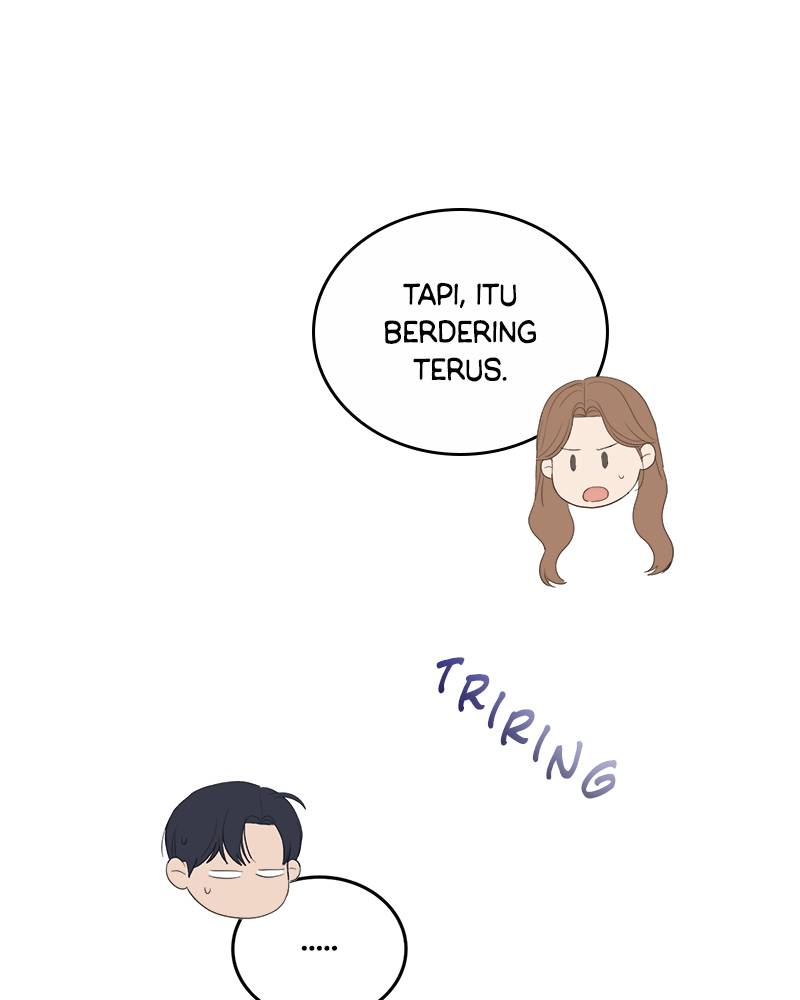 TAPI, ITU
BERDERING
TERUS.
TRIRING
.....